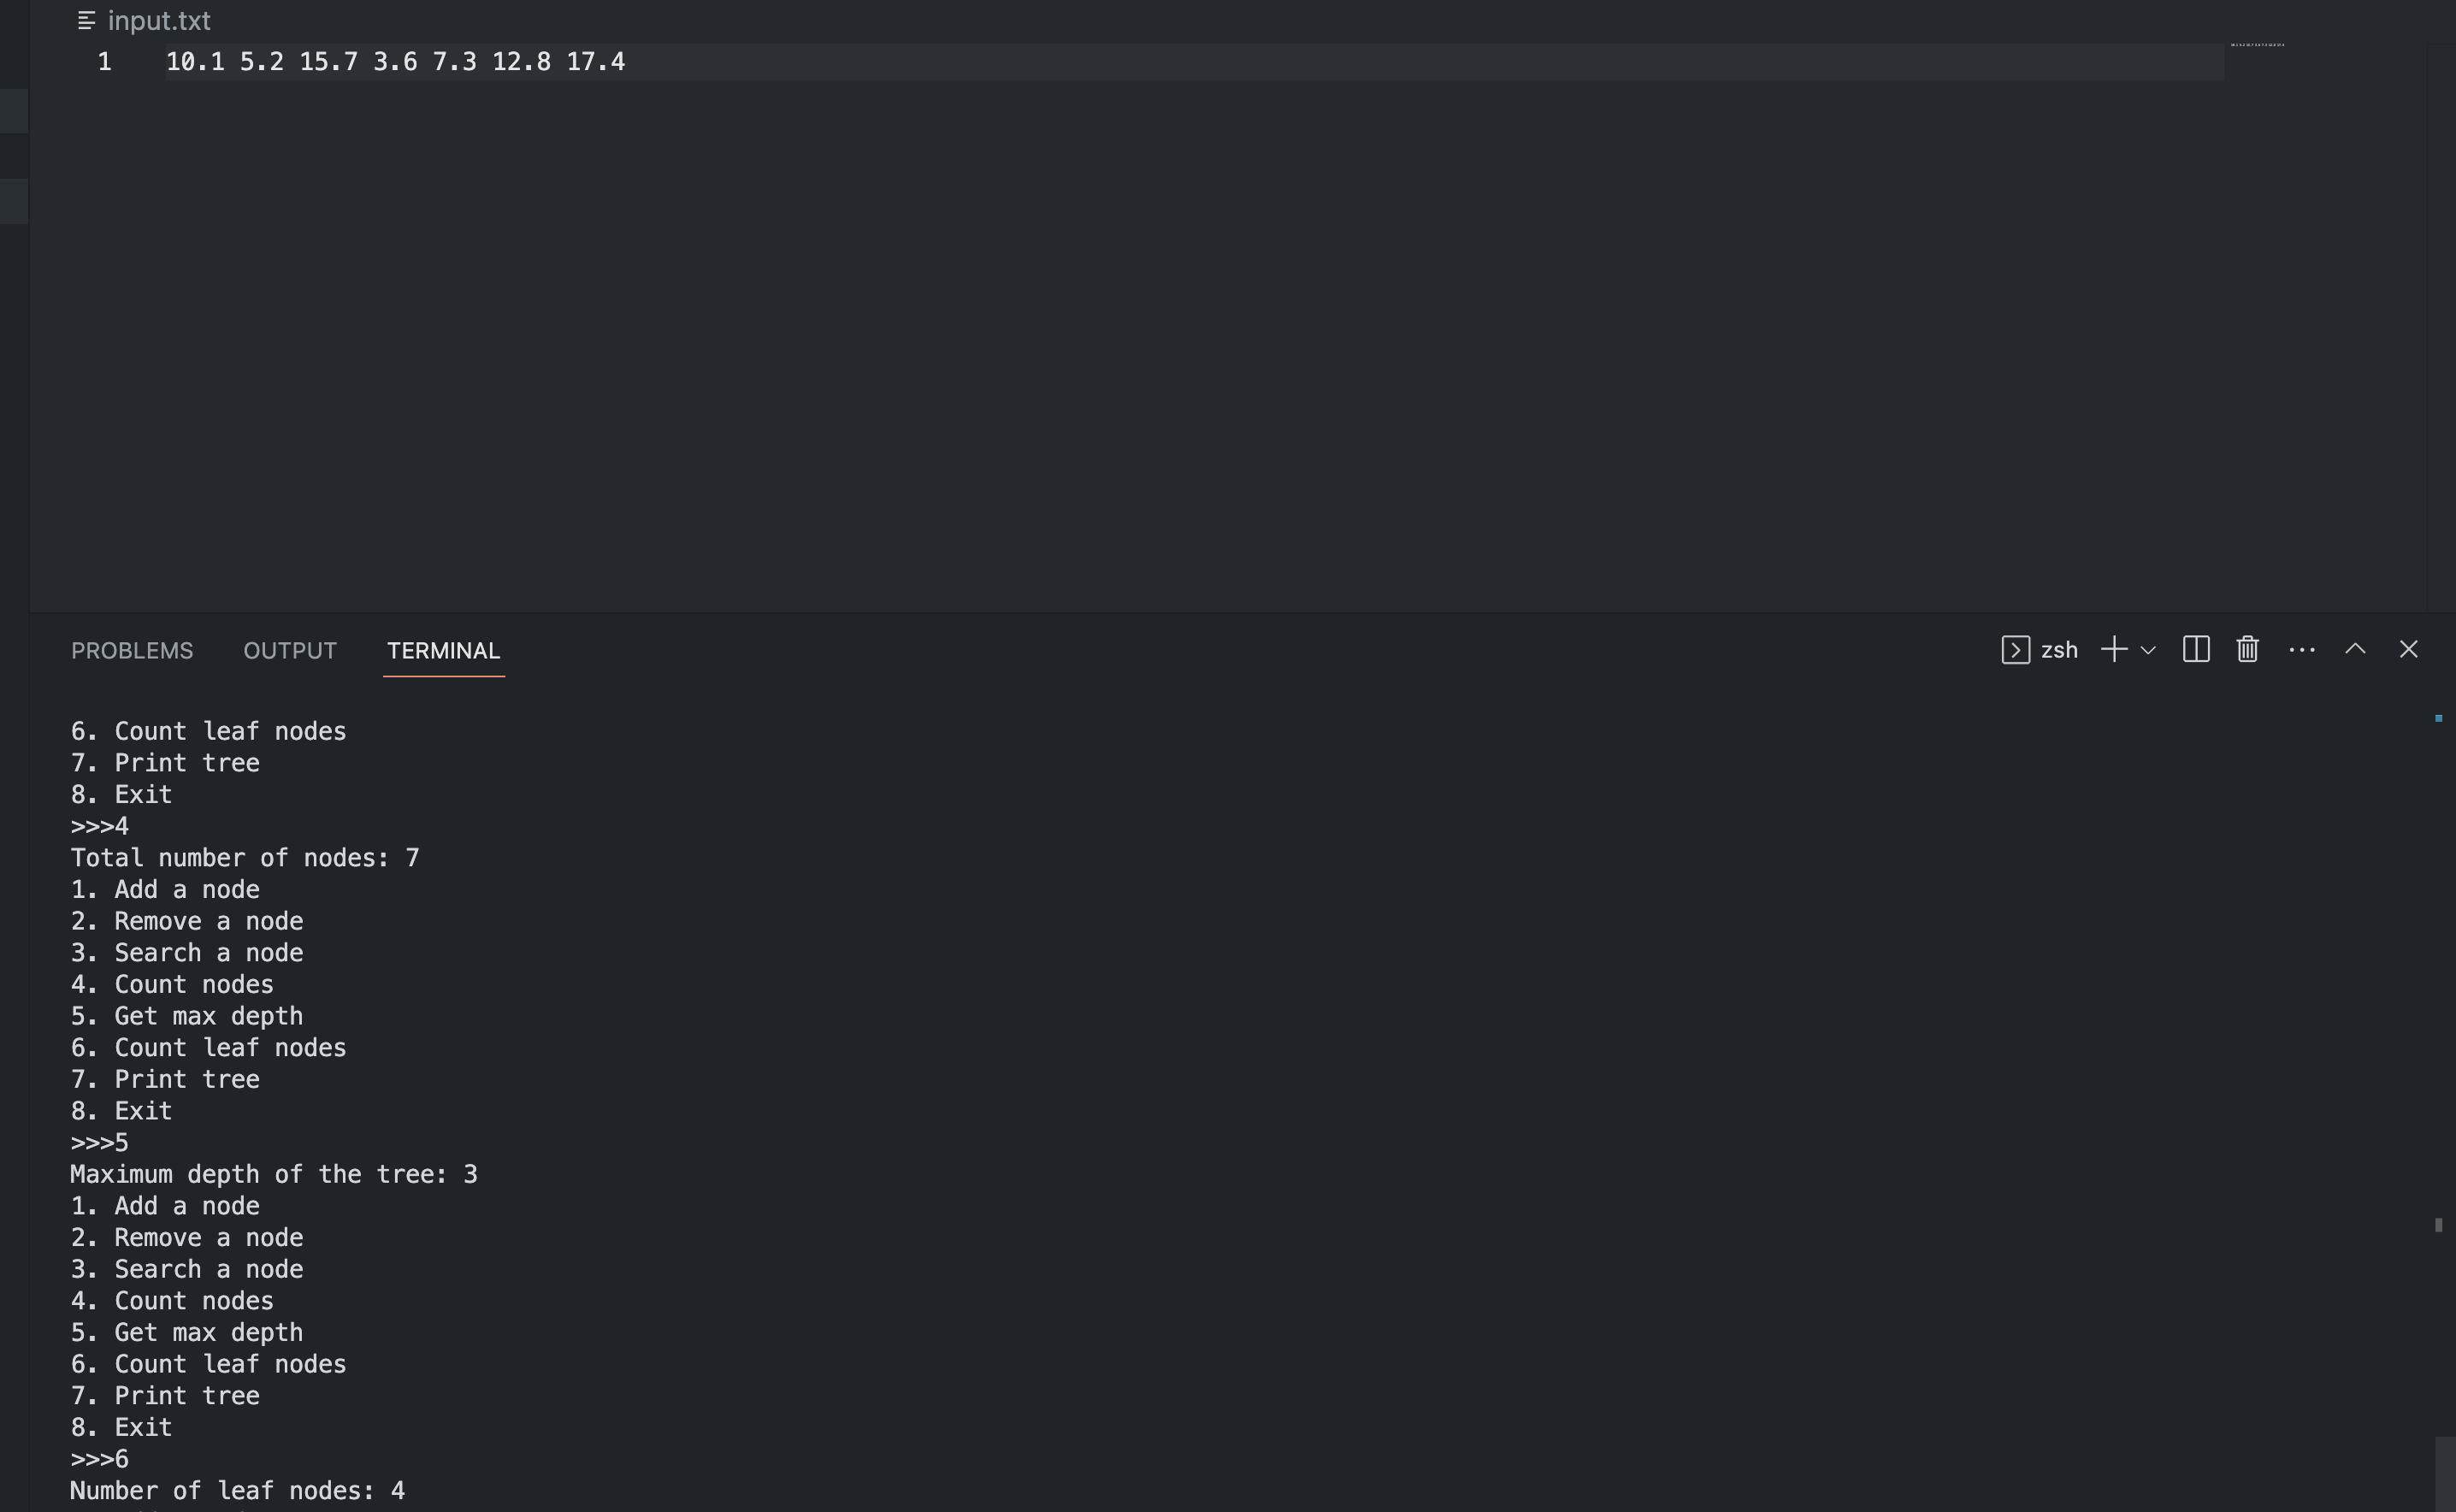 input.txt
1 10.1 5.2 15.7 3.6 7.3 12.8 17.4
PROBLEMS OUTPUT TERMINAL zsh
6. Count leaf nodes
7. Print tree
8. Exit
>>>4
Total number of nodes: 7
1. Add a node
2. Remove a node
3. Search a node
4. Count nodes
5. Get max depth
6. Count leaf nodes
7. Print tree
8. Exit
>>>5
Maximum depth of the tree: 3
1. Add a node
2. Remove a node
3. Search a node
4. Count nodes
5. Get max depth
6. Count leaf nodes
7. Print tree
8. Exit
>>>6
Number of leaf nodes: 4